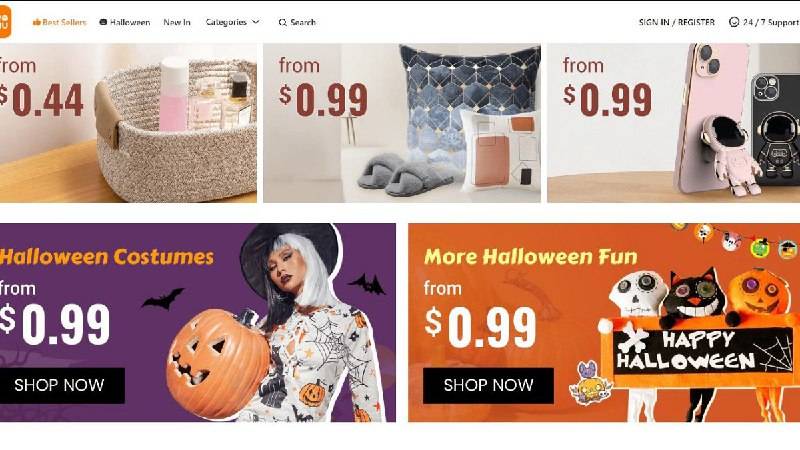 Best Sellers
Halloween
New In
Categories
Search
SIGN IN / REGISTER
24 / 7 Support
from
$0.44
from
$0.99
from
$0.99
Halloween Costumes
from
$0.99
SHOP NOW
More Halloween Fun
from
$0.99
SHOP NOW
HAPPY
HALLOWEEN